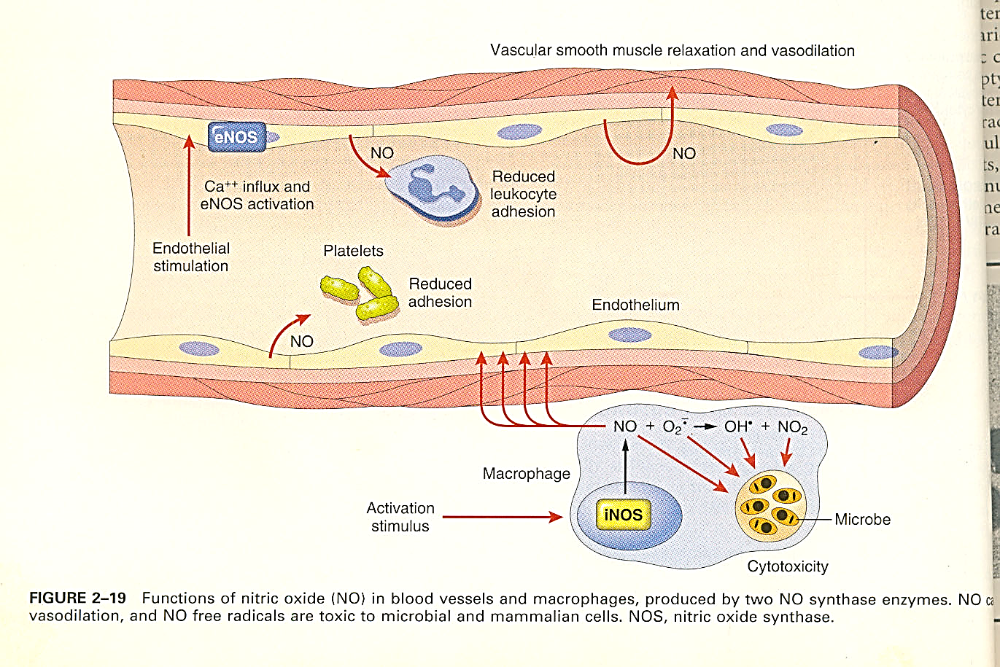 Vascular smooth muscle relaxation and vasodilation
eNOS
NO
NO
Ca++ influx and
eNOS activation
Reduced
leukocyte
adhesion
Endothelial
stimulation
Platelets
Reduced
adhesion
Endothelium
NO
NO + O2•̄ → OH• + NO2
Macrophage
Activation
stimulus
iNOS
Microbe
Cytotoxicity
FIGURE 2–19 Functions of nitric oxide (NO) in blood vessels and macrophages, produced by two NO synthase enzymes. NO
vasodilation, and NO free radicals are toxic to microbial and mammalian cells. NOS, nitric oxide synthase.